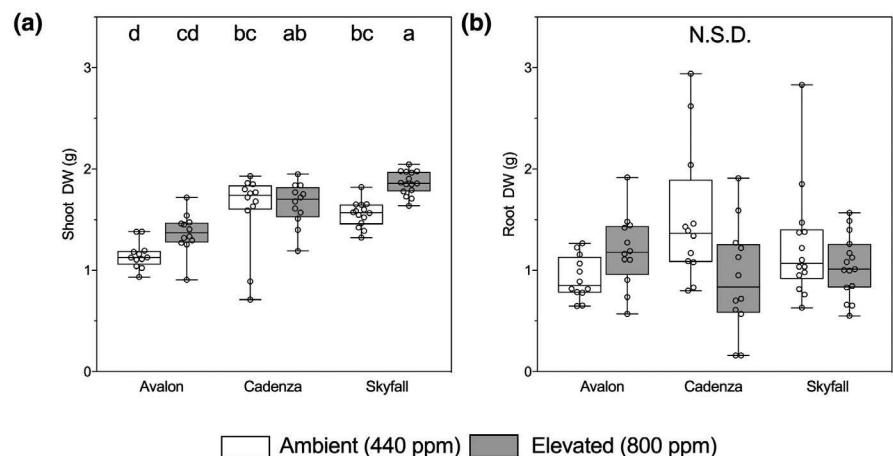 (a)
d cd bc ab bc a
3
2
1
0
Shoot DW (g)
Avalon Cadenza Skyfall
(b)
N.S.D.
3
2
1
0
Root DW (g)
Avalon Cadenza Skyfall
Ambient (440 ppm) Elevated (800 ppm)